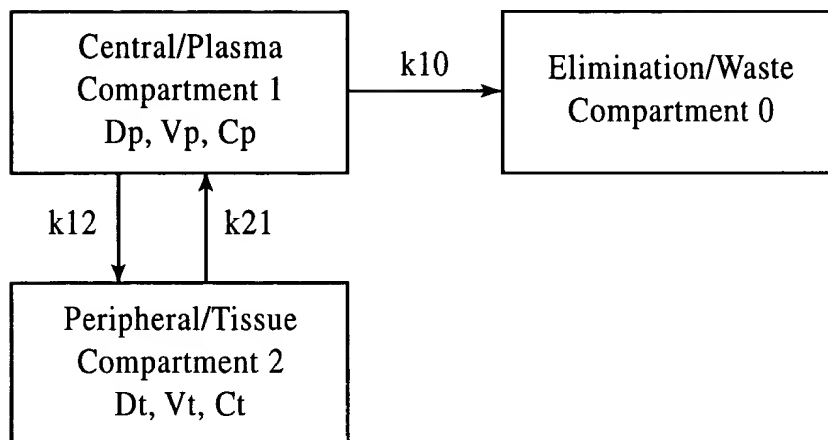 Central/Plasma
Compartment 1
Dp, Vp, Cp
k10
Elimination/Waste
Compartment 0
k12
k21
Peripheral/Tissue
Compartment 2
Dt, Vt, Ct